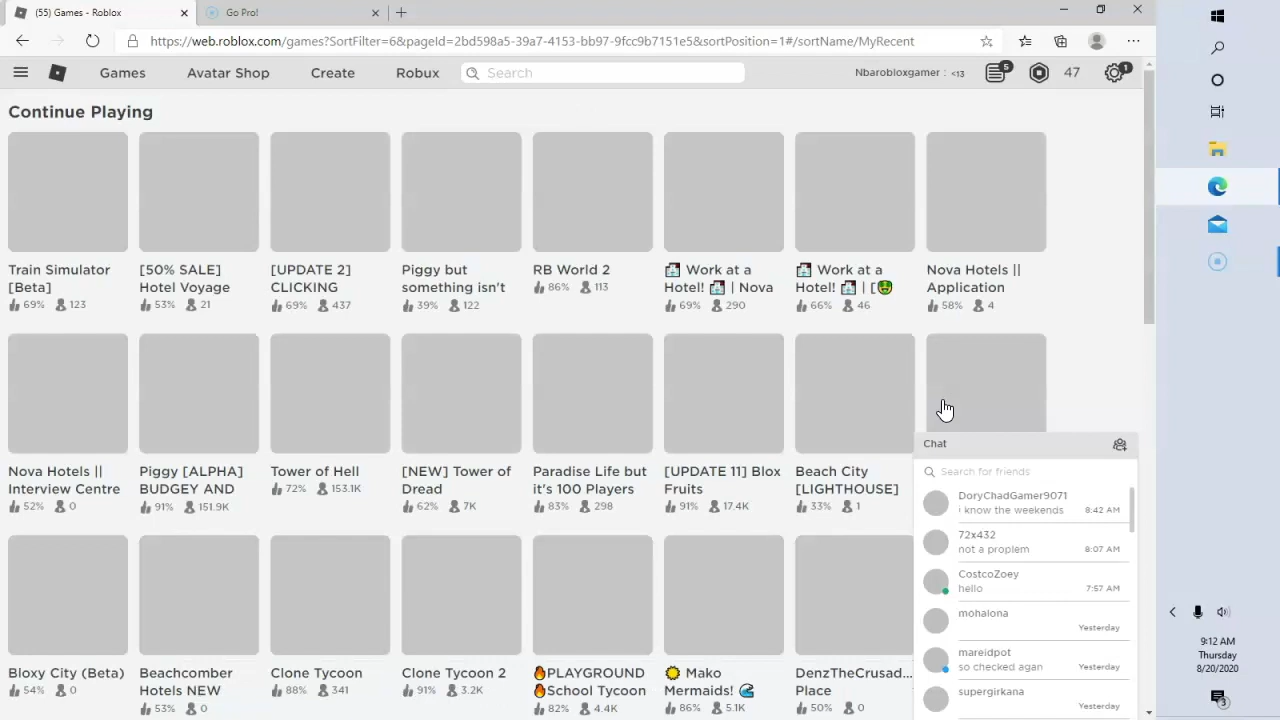 (55) Games - Roblox
Go Pro!
https://web.roblox.com/games?SortFilter=6&pageId=2bd598a5-39a7-4153-bb97-9fcc9b7151e5&sortPosition=1#/sortName/MyRecent
Games
Avatar Shop
Create
Robux
Search
Nbarobloxgamer : <13
5
47
1
Continue Playing
Train Simulator
[Beta]
69% 123
[50% SALE]
Hotel Voyage
53% 21
[UPDATE 2]
CLICKING
69% 437
Piggy but
something isn't
39% 122
RB World 2
86% 113
🏨 Work at a
Hotel! 🏨 | Nova
69% 290
🏨 Work at a
Hotel! 🏨 | [🤑
66% 46
Nova Hotels ||
Application
58% 4
Nova Hotels ||
Interview Centre
52% 0
Piggy [ALPHA]
BUDGEY AND
91% 151.9K
Tower of Hell
72% 153.1K
[NEW] Tower of
Dread
62% 7K
Paradise Life but
it's 100 Players
83% 298
[UPDATE 11] Blox
Fruits
91% 17.4K
Beach City
[LIGHTHOUSE]
33% 1
Bloxy City (Beta)
54% 0
Beachcomber
Hotels NEW
53% 0
Clone Tycoon
88% 341
Clone Tycoon 2
91% 3.2K
🔥PLAYGROUND
🔥School Tycoon
82% 4.4K
🌞 Mako
Mermaids! 🌊
86% 5.1K
DenzTheCrusad...
Place
50% 0
Chat
Search for friends
DoryChadGamer9071
i know the weekends 8:42 AM
72x432
not a proplem 8:07 AM
CostcoZoey
hello 7:57 AM
mohalona
Yesterday
mareidpot
so checked agan Yesterday
supergirkana
Yesterday
9:12 AM
Thursday
8/20/2020
3